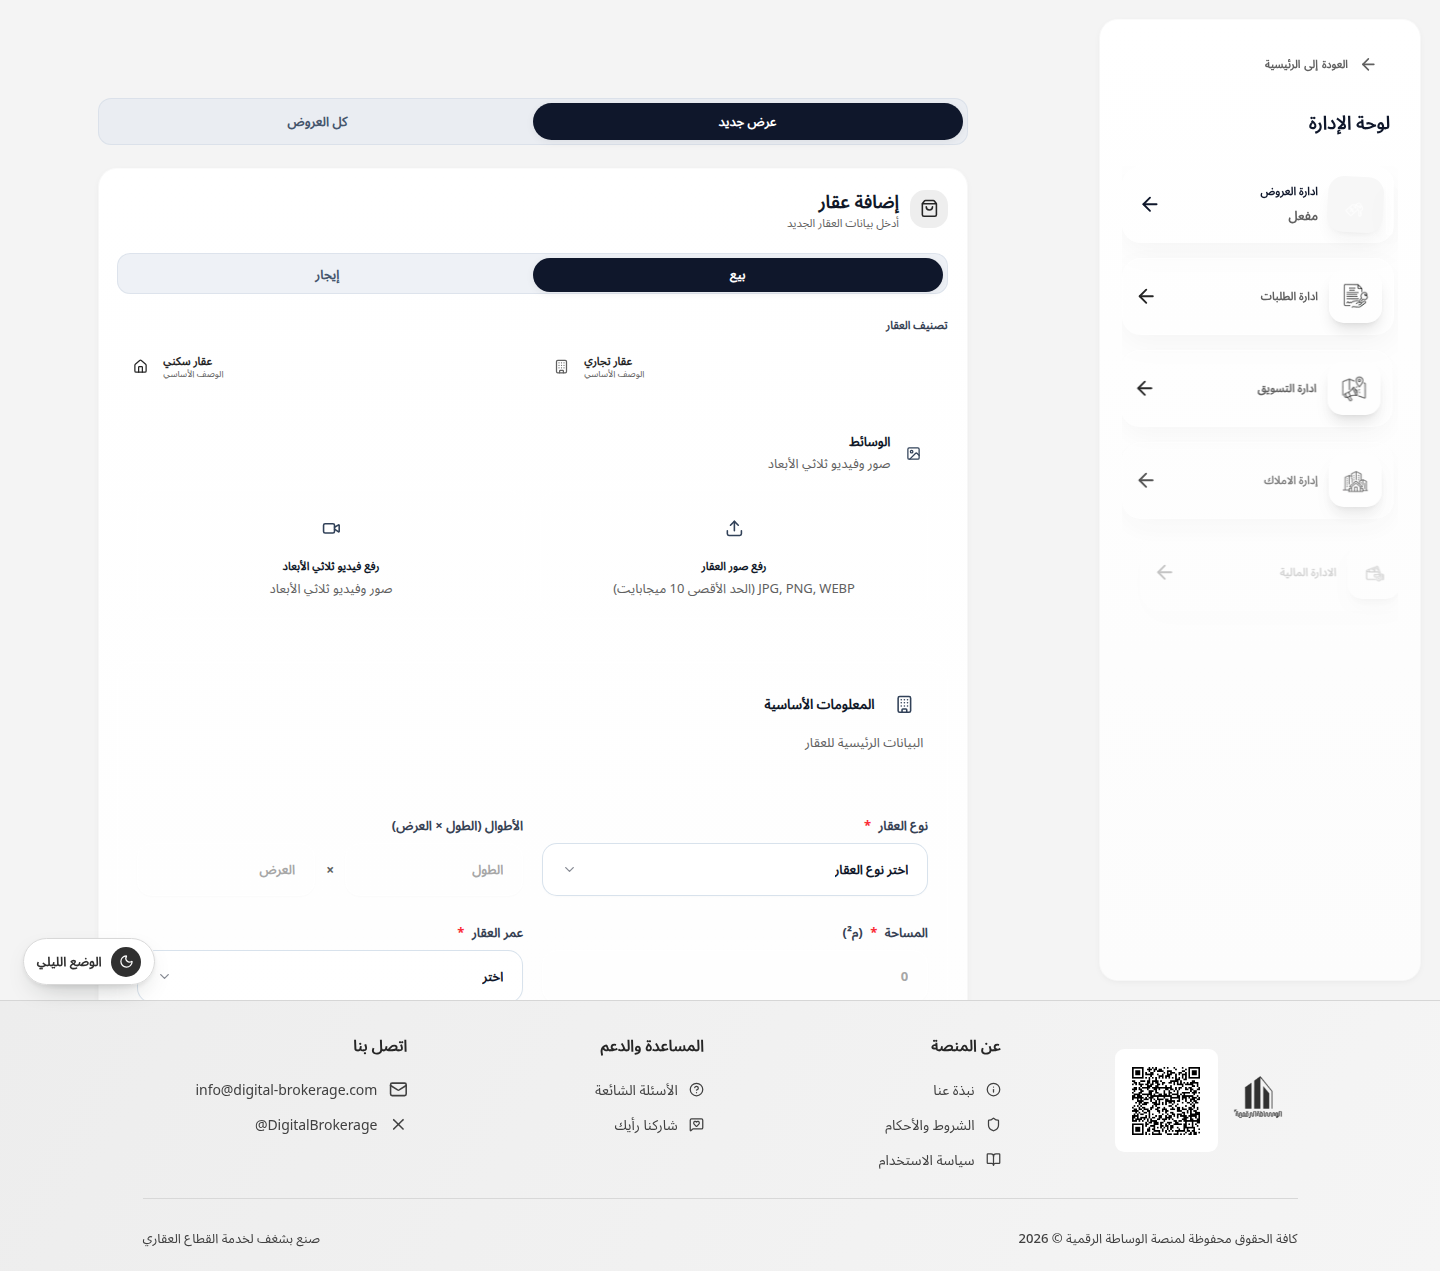 العودة إلى الرئيسية
لوحة الإدارة
ادارة العروض
مفعل
ادارة الطلبات
ادارة التسويق
إدارة الاملاك
الادارة المالية
عرض جديد
كل العروض
إضافة عقار
أدخل بيانات العقار الجديد
بيع
إيجار
تصنيف العقار
عقار تجاري
الوصف الأساسي
عقار سكني
الوصف الأساسي
الوسائط
صور وفيديو ثلاثي الأبعاد
رفع صور العقار
JPG, PNG, WEBP (الحد الأقصى 10 ميجابايت)
رفع فيديو ثلاثي الأبعاد
صور وفيديو ثلاثي الأبعاد
المعلومات الأساسية
البيانات الرئيسية للعقار
نوع العقار *
اختر نوع العقار
الأطوال (الطول × العرض)
الطول × العرض
المساحة * (م²)
0
عمر العقار *
اختر
الوضع الليلي
الوساطة الرقمية
عن المنصة
نبذة عنا
الشروط والأحكام
سياسة الاستخدام
المساعدة والدعم
الأسئلة الشائعة
شاركنا رأيك
اتصل بنا
info@digital-brokerage.com
@DigitalBrokerage
كافة الحقوق محفوظة لمنصة الوساطة الرقمية © 2026
صنع بشغف لخدمة القطاع العقاري